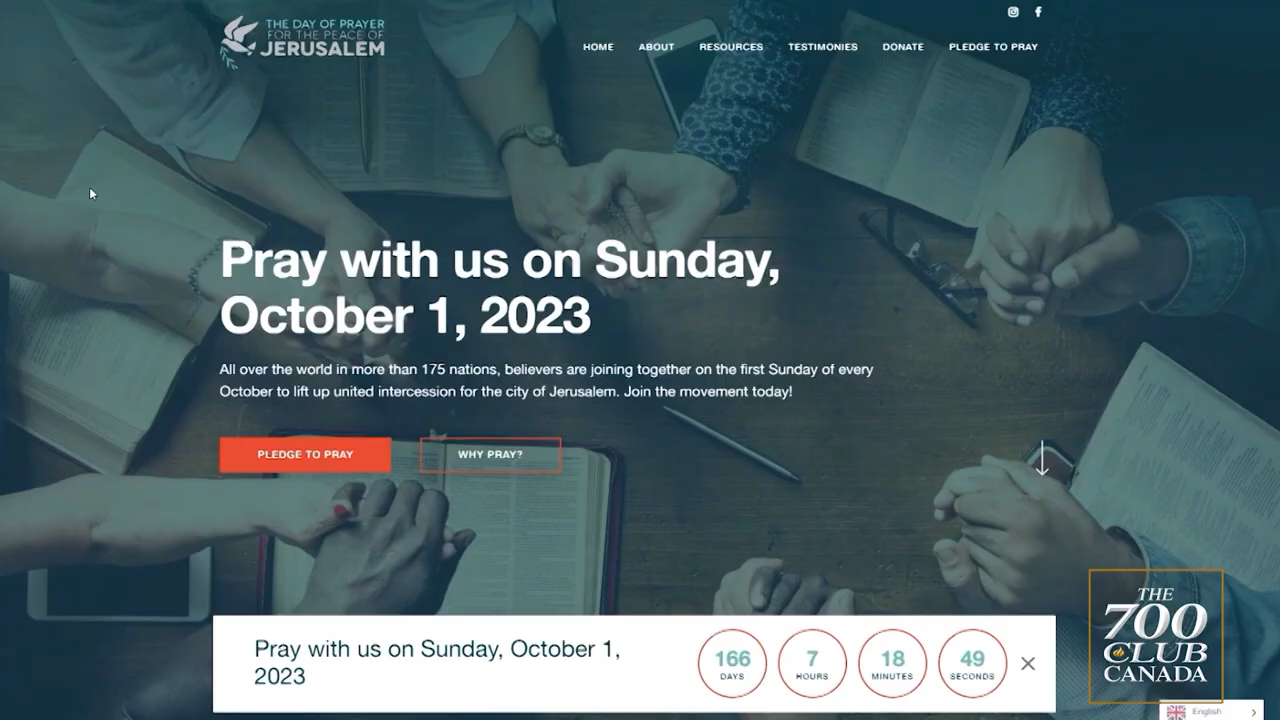 THE DAY OF PRAYER
FOR THE PEACE OF
JERUSALEM
HOME ABOUT RESOURCES TESTIMONIES DONATE PLEDGE TO PRAY
Pray with us on Sunday,
October 1, 2023
All over the world in more than 175 nations, believers are joining together on the first Sunday of every
October to lift up united intercession for the city of Jerusalem. Join the movement today!
PLEDGE TO PRAY WHY PRAY?
Pray with us on Sunday, October 1,
2023
166 7 18 49
DAYS HOURS MINUTES SECONDS
THE
700
CLUB
CANADA
English